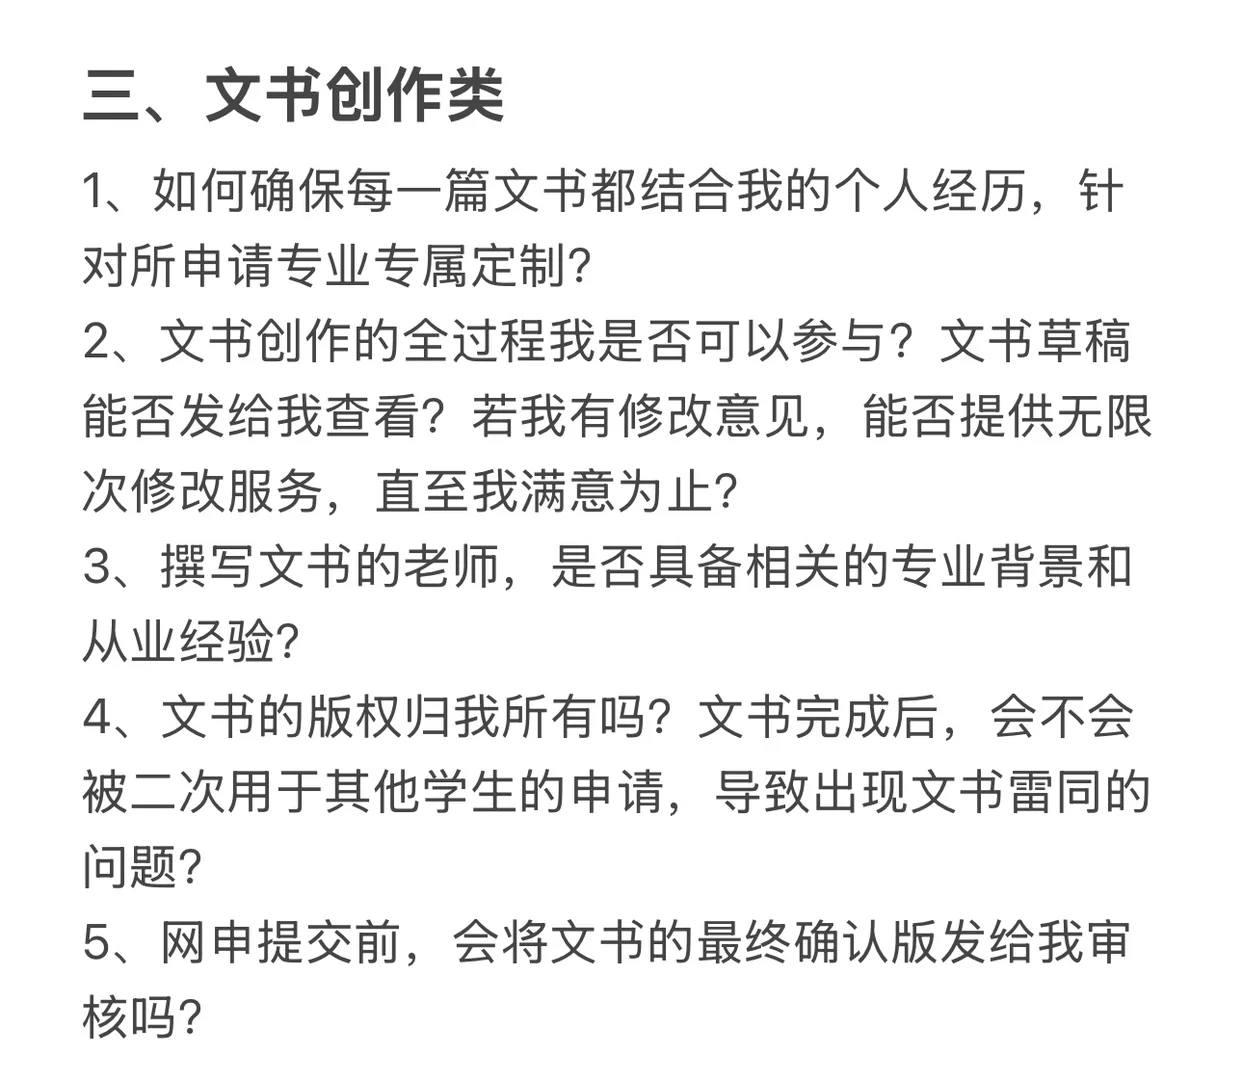 三、文书创作类
1、如何确保每一篇文书都结合我的个人经历，针
对所申请专业专属定制？
2、文书创作的全过程我是否可以参与？文书草稿
能否发给我查看？若我有修改意见，能否提供无限
次修改服务，直至我满意为止？
3、撰写文书的老师，是否具备相关的专业背景和
从业经验？
4、文书的版权归我所有吗？文书完成后，会不会
被二次用于其他学生的申请，导致出现文书雷同的
问题？
5、网申提交前，会将文书的最终确认版发给我审
核吗？